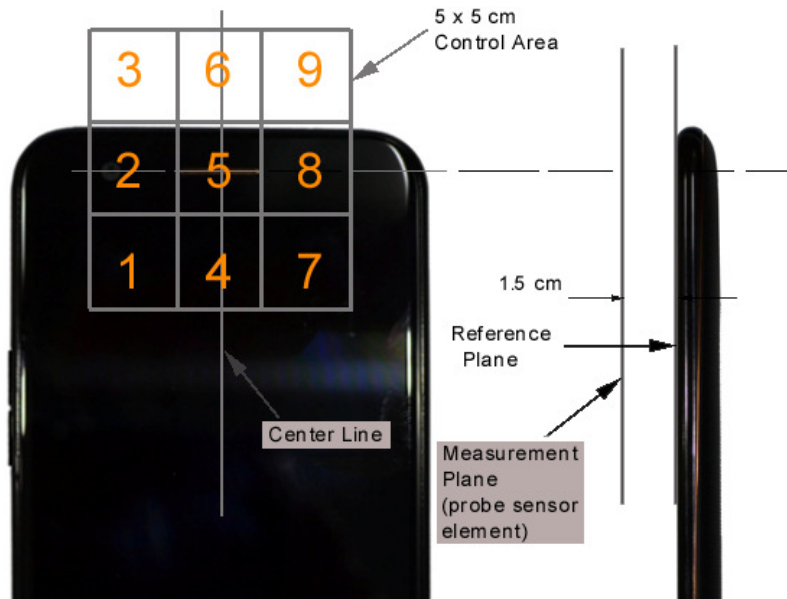 5 x 5 cm
Control Area
3 6 9
2 5 8
1 4 7
1.5 cm
Reference
Plane
Center Line
Measurement
Plane
(probe sensor
element)